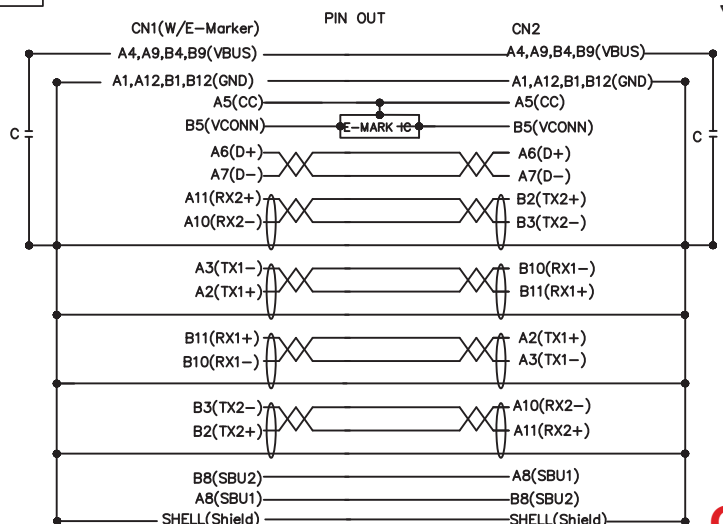 PIN OUT
CN1(W/E-Marker) CN2
A4,A9,B4,B9(VBUS) A4,A9,B4,B9(VBUS)
A1,A12,B1,B12(GND) A1,A12,B1,B12(GND)
A5(CC) A5(CC)
B5(VCONN) E-MARK IC B5(VCONN)
C C
A6(D+) A6(D+)
A7(D-) A7(D-)
A11(RX2+) B2(TX2+)
A10(RX2-) B3(TX2-)
A3(TX1-) B10(RX1-)
A2(TX1+) B11(RX1+)
B11(RX1+) A2(TX1+)
B10(RX1-) A3(TX1-)
B3(TX2-) A10(RX2-)
B2(TX2+) A11(RX2+)
B8(SBU2) A8(SBU1)
A8(SBU1) B8(SBU2)
SHELL(Shield) SHELL(Shield)